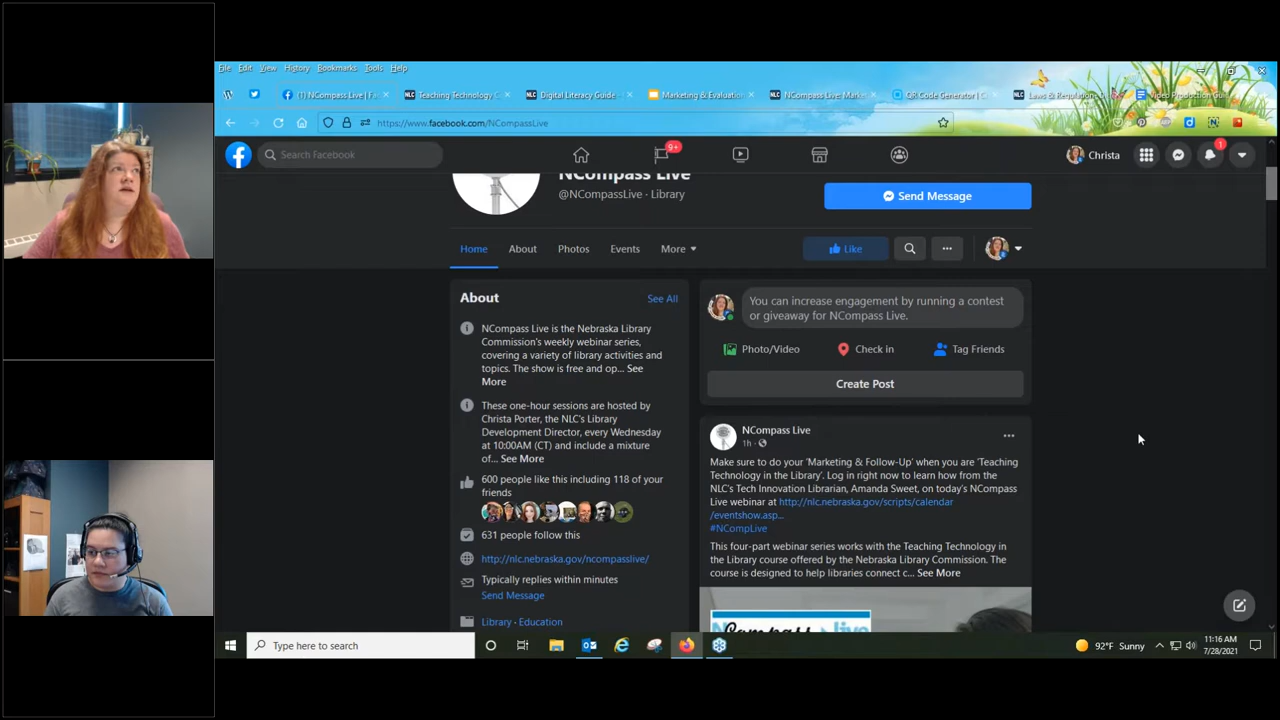 File Edit View History Bookmarks Tools Help
(1) NCompass Live | Fa
Teaching Technology
Digital Literacy Guide
Marketing & Evaluation
NCompass Live: Marke
QR Code Generator | C
Laws & Regulation
Video Production Gui
https://www.facebook.com/NCompassLive
Search Facebook
9+
Christa
1
NCompass Live
@NCompassLive · Library
Send Message
Home About Photos Events More
Like
About
See All
NCompass Live is the Nebraska Library
Commission's weekly webinar series,
covering a variety of library activities and
topics. The show is free and op... See
More
These one-hour sessions are hosted by
Christa Porter, the NLC's Library
Development Director, every Wednesday
at 10:00AM (CT) and include a mixture
of... See More
600 people like this including 118 of your
friends
631 people follow this
http://nlc.nebraska.gov/ncompasslive/
Typically replies within minutes
Send Message
Library · Education
You can increase engagement by running a contest
or giveaway for NCompass Live.
Photo/Video Check in Tag Friends
Create Post
NCompass Live
1h ·
Make sure to do your 'Marketing & Follow-Up' when you are 'Teaching
Technology in the Library'. Log in right now to learn how from the
NLC's Tech Innovation Librarian, Amanda Sweet, on today's NCompass
Live webinar at http://nlc.nebraska.gov/scripts/calendar
/eventshow.asp...
#NCompLive
This four-part webinar series works with the Teaching Technology in
the Library course offered by the Nebraska Library Commission. The
course is designed to help libraries connect c... See More
NCompass live
Type here to search
92°F Sunny
11:16 AM
7/28/2021